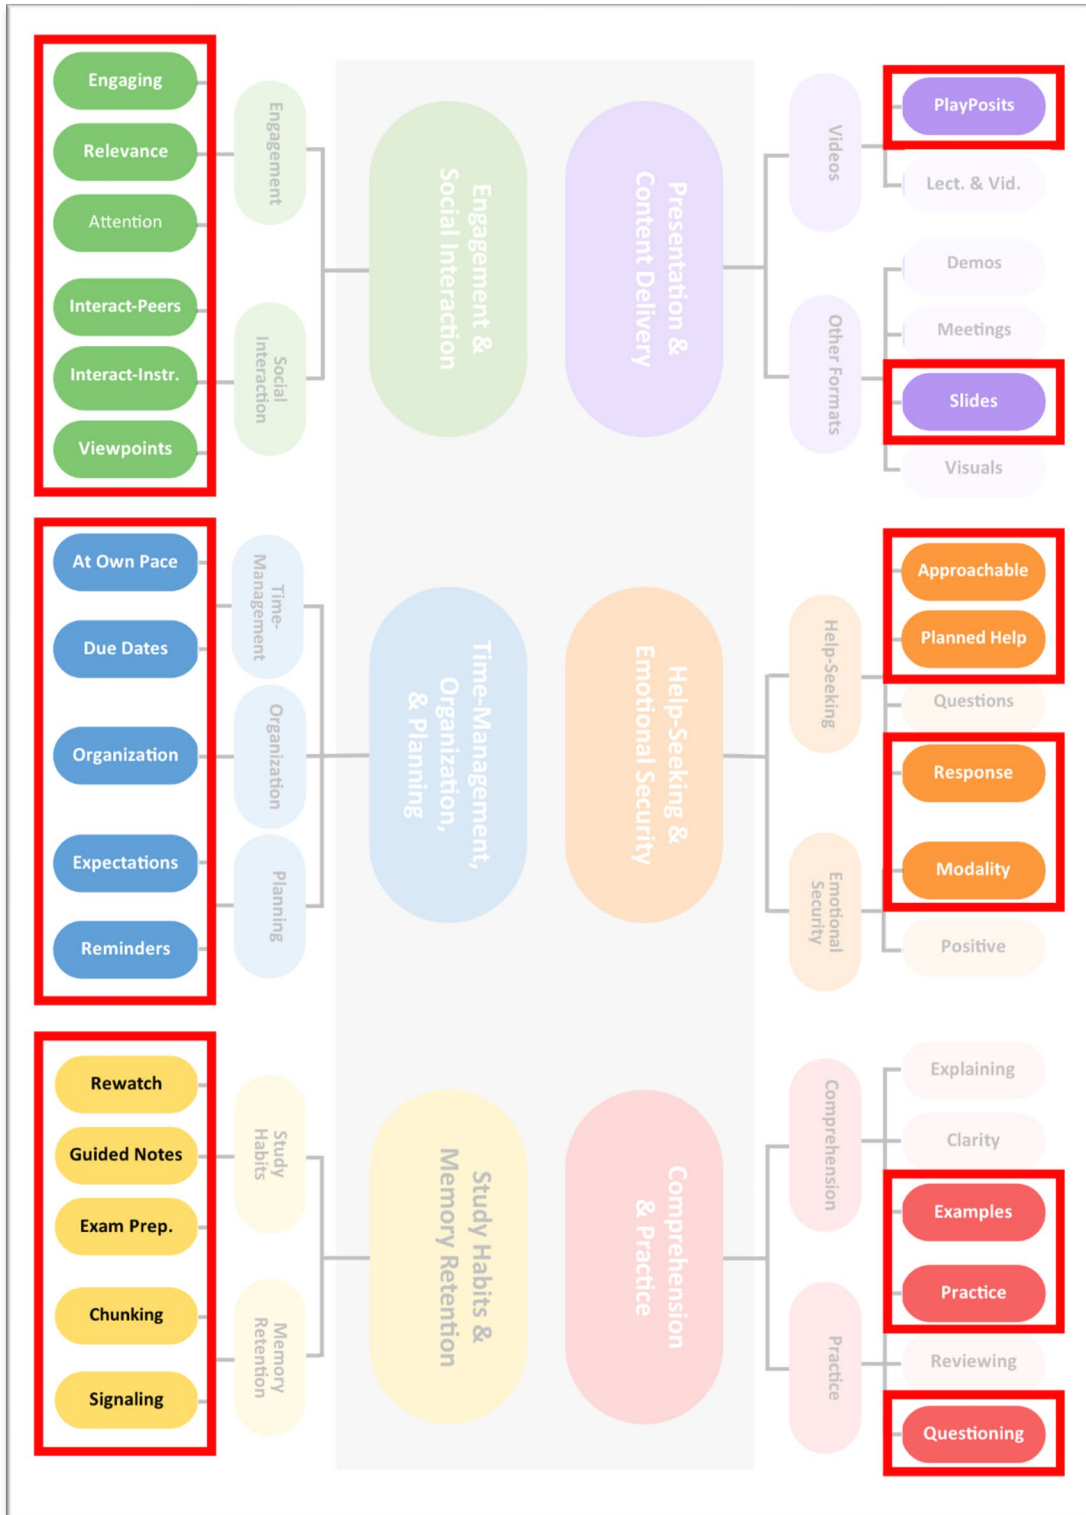 Engaging
Relevance
Attention
Interact-Peers
Interact-Instr.
Viewpoints
Engagement
Social
Interaction
Engagement &
Social Interaction
Presentation &
Content Delivery
Videos
Other Formats
PlayPosits
Lect. & Vid.
Demos
Meetings
Slides
Visuals
At Own Pace
Due Dates
Organization
Expectations
Reminders
Time-
Management
Organization
Planning
Time-Management,
Organization,
& Planning
Help-Seeking &
Emotional Security
Help-Seeking
Emotional
Security
Approachable
Planned Help
Questions
Response
Modality
Positive
Rewatch
Guided Notes
Exam Prep.
Chunking
Signaling
Study
Habits
Memory
Retention
Study Habits &
Memory Retention
Comprehension
& Practice
Comprehension
Practice
Explaining
Clarity
Examples
Practice
Reviewing
Questioning